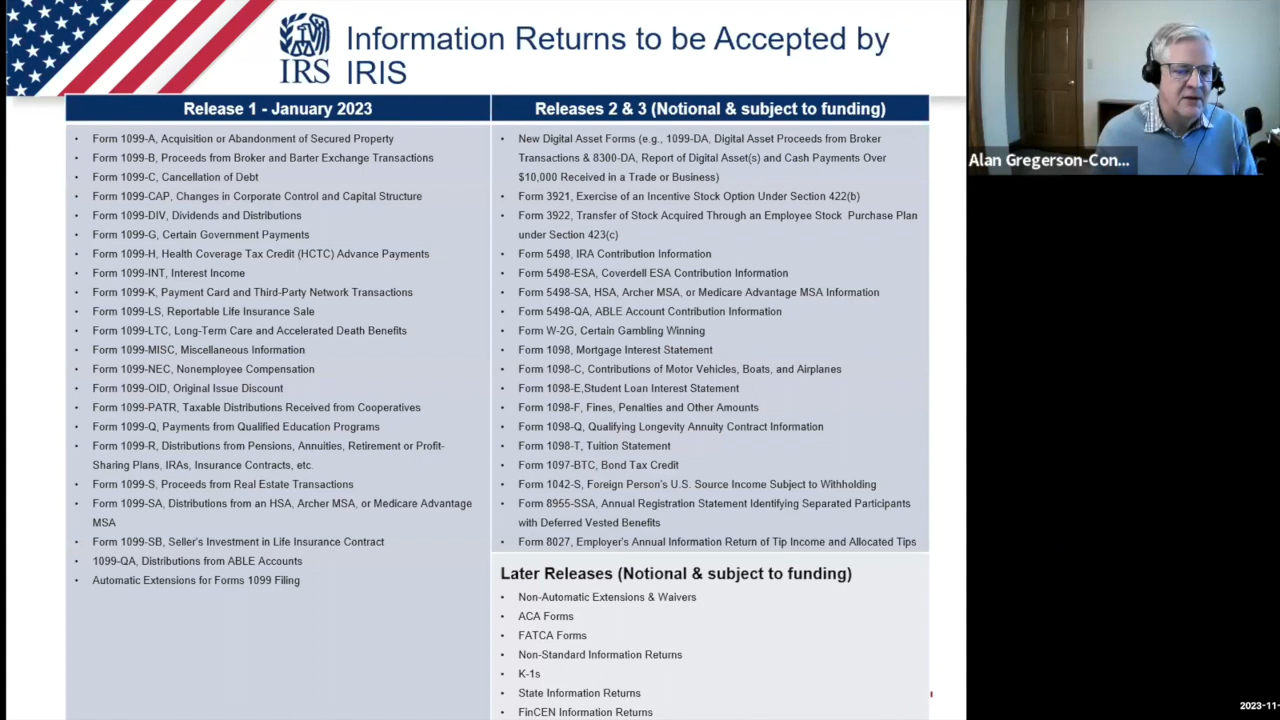 IRS
Information Returns to be Accepted by
IRIS
Release 1 - January 2023
Form 1099-A, Acquisition or Abandonment of Secured Property
Form 1099-B, Proceeds from Broker and Barter Exchange Transactions
Form 1099-C, Cancellation of Debt
Form 1099-CAP, Changes in Corporate Control and Capital Structure
Form 1099-DIV, Dividends and Distributions
Form 1099-G, Certain Government Payments
Form 1099-H, Health Coverage Tax Credit (HCTC) Advance Payments
Form 1099-INT, Interest Income
Form 1099-K, Payment Card and Third-Party Network Transactions
Form 1099-LS, Reportable Life Insurance Sale
Form 1099-LTC, Long-Term Care and Accelerated Death Benefits
Form 1099-MISC, Miscellaneous Information
Form 1099-NEC, Nonemployee Compensation
Form 1099-OID, Original Issue Discount
Form 1099-PATR, Taxable Distributions Received from Cooperatives
Form 1099-Q, Payments from Qualified Education Programs
Form 1099-R, Distributions from Pensions, Annuities, Retirement or Profit-
Sharing Plans, IRAs, Insurance Contracts, etc.
Form 1099-S, Proceeds from Real Estate Transactions
Form 1099-SA, Distributions from an HSA, Archer MSA, or Medicare Advantage
MSA
Form 1099-SB, Seller's Investment in Life Insurance Contract
1099-QA, Distributions from ABLE Accounts
Automatic Extensions for Forms 1099 Filing
Releases 2 & 3 (Notional & subject to funding)
New Digital Asset Forms (e.g., 1099-DA, Digital Asset Proceeds from Broker
Transactions & 8300-DA, Report of Digital Asset(s) and Cash Payments Over
$10,000 Received in a Trade or Business)
Form 3921, Exercise of an Incentive Stock Option Under Section 422(b)
Form 3922, Transfer of Stock Acquired Through an Employee Stock Purchase Plan
under Section 423(c)
Form 5498, IRA Contribution Information
Form 5498-ESA, Coverdell ESA Contribution Information
Form 5498-SA, HSA, Archer MSA, or Medicare Advantage MSA Information
Form 5498-QA, ABLE Account Contribution Information
Form W-2G, Certain Gambling Winning
Form 1098, Mortgage Interest Statement
Form 1098-C, Contributions of Motor Vehicles, Boats, and Airplanes
Form 1098-E,Student Loan Interest Statement
Form 1098-F, Fines, Penalties and Other Amounts
Form 1098-Q, Qualifying Longevity Annuity Contract Information
Form 1098-T, Tuition Statement
Form 1097-BTC, Bond Tax Credit
Form 1042-S, Foreign Person's U.S. Source Income Subject to Withholding
Form 8955-SSA, Annual Registration Statement Identifying Separated Participants
with Deferred Vested Benefits
Form 8027, Employer's Annual Information Return of Tip Income and Allocated Tips
Later Releases (Notional & subject to funding)
Non-Automatic Extensions & Waivers
ACA Forms
FATCA Forms
Non-Standard Information Returns
K-1s
State Information Returns
FinCEN Information Returns
Alan Gregerson-Con...
2023-11-